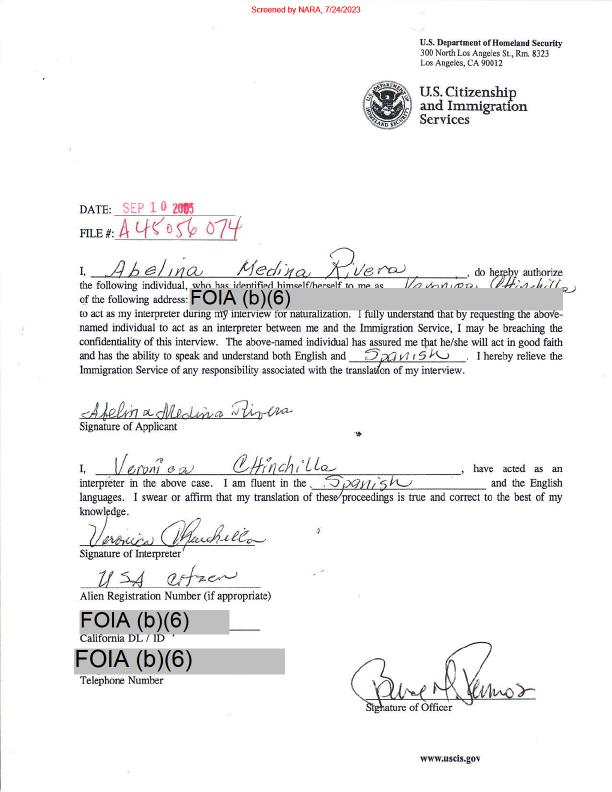 Screened by NARA, 7/24/2023
U.S. Department of Homeland Security
300 North Los Angeles St., Rm. 8323
Los Angeles, CA 90012
U.S. Citizenship
and Immigration
Services
DATE: SEP 10 2005
FILE #: A45056074
I, Abelina Medina Rivera, do hereby authorize
the following individual, who has identified himself/herself to me as Veronica Chinchilla
of the following address: FOIA (b)(6)
to act as my interpreter during my interview for naturalization. I fully understand that by requesting the above-
named individual to act as an interpreter between me and the Immigration Service, I may be breaching the
confidentiality of this interview. The above-named individual has assured me that he/she will act in good faith
and has the ability to speak and understand both English and Spanish. I hereby relieve the
Immigration Service of any responsibility associated with the translation of my interview.
Abelina Medina Rivera
Signature of Applicant
I, Veronica Chinchilla, have acted as an
interpreter in the above case. I am fluent in the Spanish and the English
languages. I swear or affirm that my translation of these proceedings is true and correct to the best of my
knowledge.
Veronica Chinchilla
Signature of Interpreter
USA citzen
Alien Registration Number (if appropriate)
FOIA (b)(6)
California DL / ID
FOIA (b)(6)
Telephone Number
Signature of Officer
www.uscis.gov